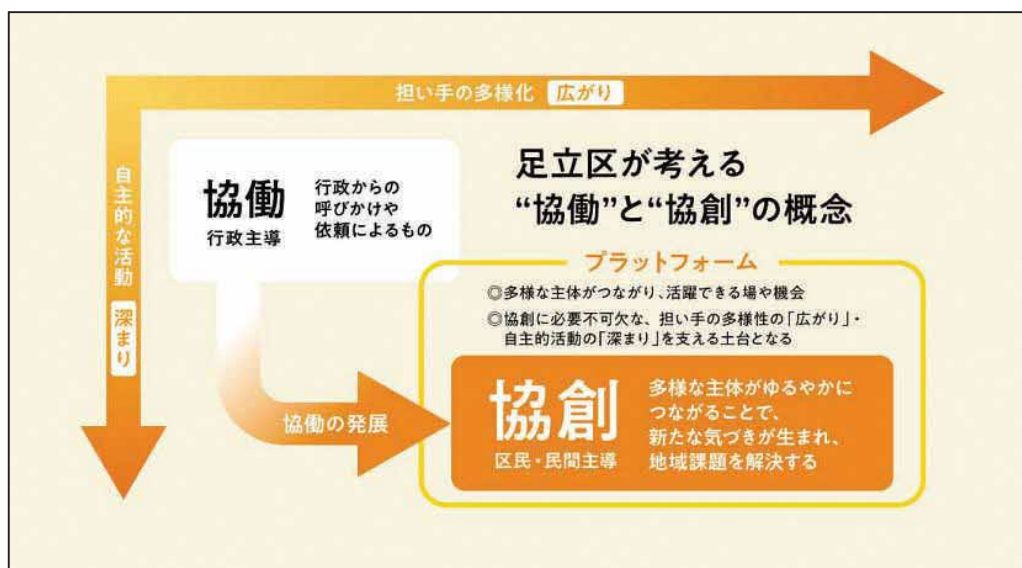 担い手の多様化 広がり
自主的な活動 深まり
足立区が考える
“協働”と“協創”の概念
協働
行政主導
行政からの
呼びかけや
依頼によるもの
プラットフォーム
◎多様な主体がつながり、活躍できる場や機会
◎協創に必要不可欠な、担い手の多様性の「広がり」・
自主的活動の「深まり」を支える土台となる
協働の発展
協創
区民・民間主導
多様な主体がゆるやかに
つながることで、
新たな気づきが生まれ、
地域課題を解決する